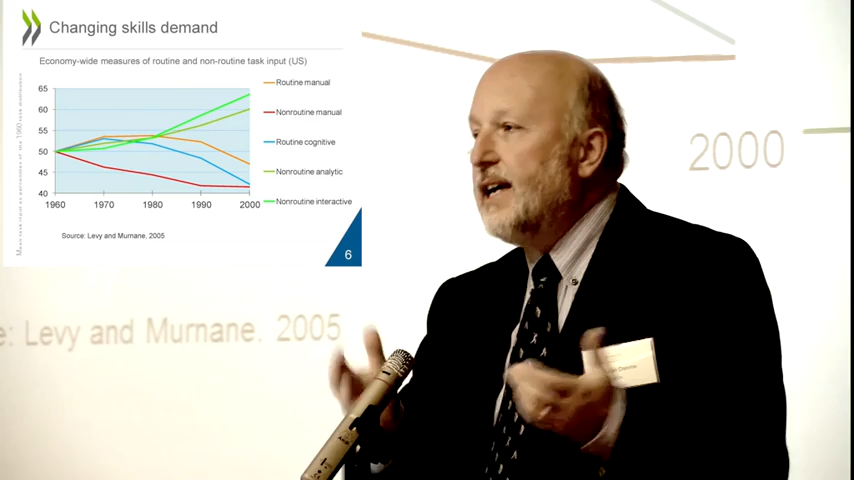 Changing skills demand
Economy-wide measures of routine and non-routine task input (US)
65
60
55
50
45
40
1960 1970 1980 1990 2000
Routine manual
Nonroutine manual
Routine cognitive
Nonroutine analytic
Nonroutine interactive
Source: Levy and Murnane, 2005
6
2000
e: Levy and Murnane. 2005